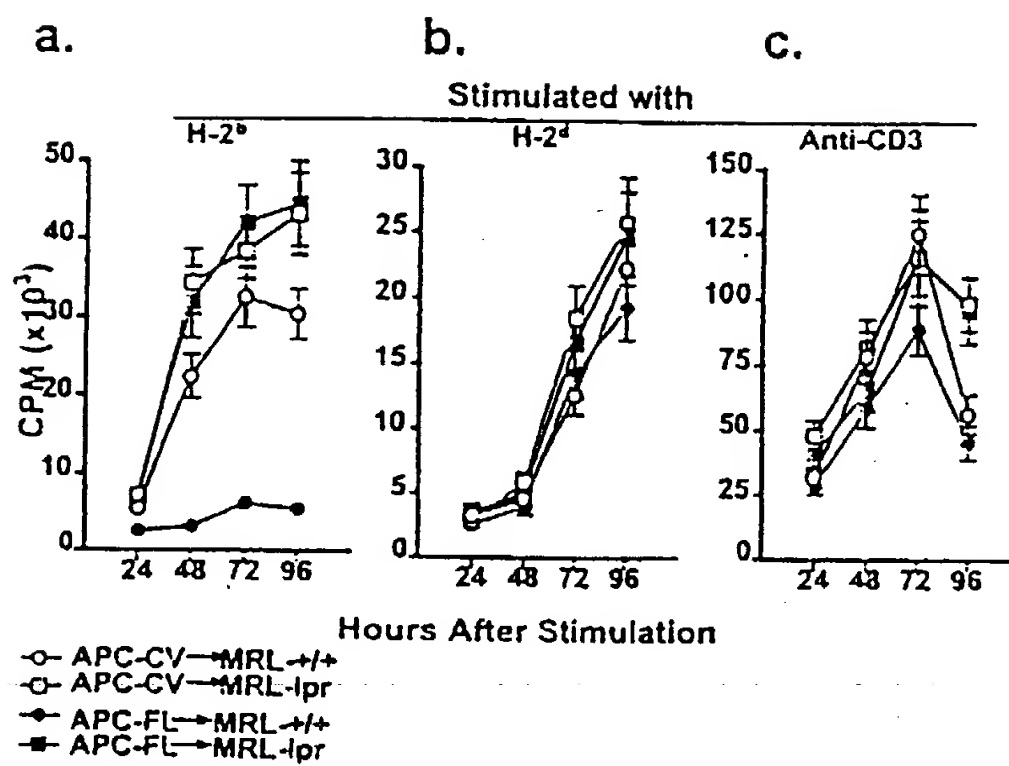 a.
b.
c.
Stimulated with
H-2ᵇ
H-2ᵈ
Anti-CD3
CPM (x10³)
50
40
30
20
10
0
30
25
20
15
10
5
0
150
125
100
75
50
25
0
24 48 72 96
24 48 72 96
24 48 72 96
Hours After Stimulation
APC-CV→MRL-+/+
APC-CV→MRL-lpr
APC-FL→MRL-+/+
APC-FL→MRL-lpr